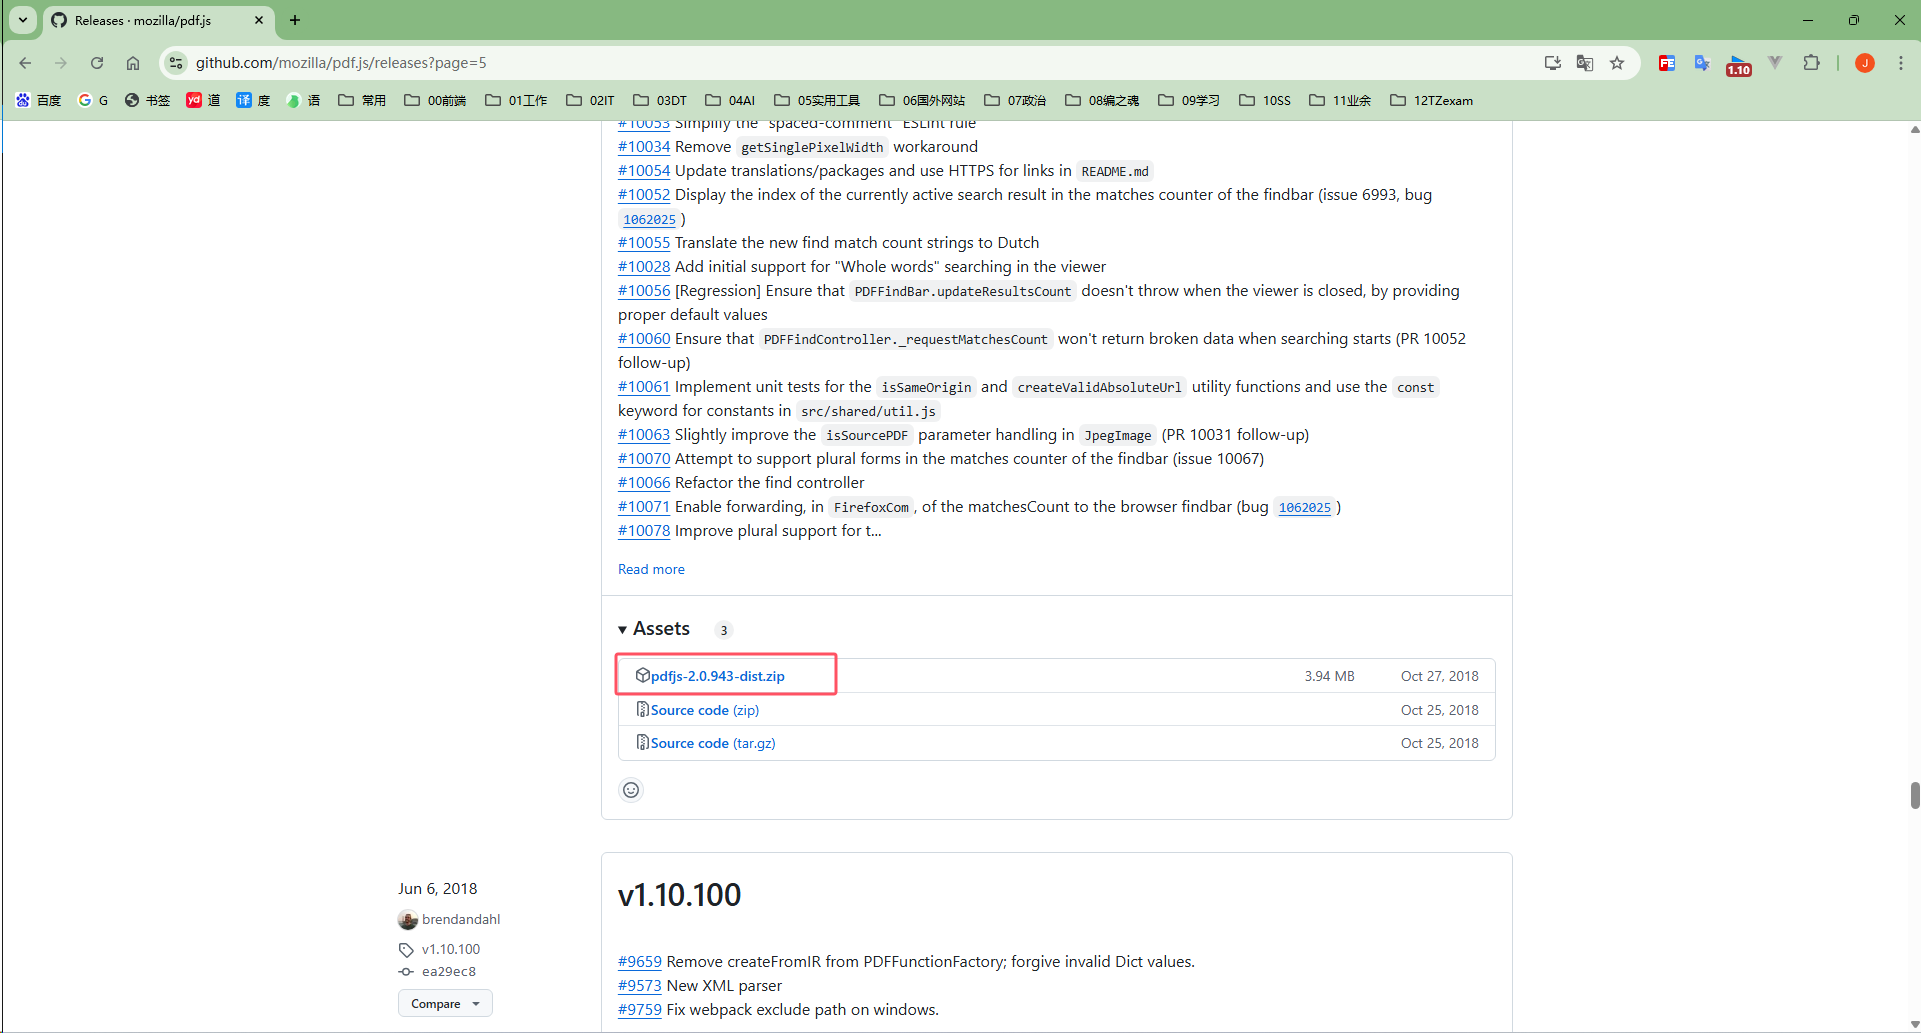 Releases · mozilla/pdf.js
github.com/mozilla/pdf.js/releases?page=5
FE
1.10
J
百度
G
书签
yd 道
译 度
语
常用
00前端
01工作
02IT
03DT
04AI
05实用工具
06国外网站
07政治
08编之魂
09学习
10SS
11业余
12TZexam
#10053 Simplify the "spaced-comment" ESLint rule
#10034 Remove getSinglePixelWidth workaround
#10054 Update translations/packages and use HTTPS for links in README.md
#10052 Display the index of the currently active search result in the matches counter of the findbar (issue 6993, bug
1062025 )
#10055 Translate the new find match count strings to Dutch
#10028 Add initial support for "Whole words" searching in the viewer
#10056 [Regression] Ensure that PDFFindBar.updateResultsCount doesn't throw when the viewer is closed, by providing
proper default values
#10060 Ensure that PDFFindController._requestMatchesCount won't return broken data when searching starts (PR 10052
follow-up)
#10061 Implement unit tests for the isSameOrigin and createValidAbsoluteUrl utility functions and use the const
keyword for constants in src/shared/util.js
#10063 Slightly improve the isSourcePDF parameter handling in JpegImage (PR 10031 follow-up)
#10070 Attempt to support plural forms in the matches counter of the findbar (issue 10067)
#10066 Refactor the find controller
#10071 Enable forwarding, in FirefoxCom , of the matchesCount to the browser findbar (bug 1062025 )
#10078 Improve plural support for t...
Read more
Assets 3
pdfjs-2.0.943-dist.zip 3.94 MB Oct 27, 2018
Source code (zip) Oct 25, 2018
Source code (tar.gz) Oct 25, 2018
Jun 6, 2018
brendandahl
v1.10.100
ea29ec8
Compare
v1.10.100
#9659 Remove createFromIR from PDFFunctionFactory; forgive invalid Dict values.
#9573 New XML parser
#9759 Fix webpack exclude path on windows.